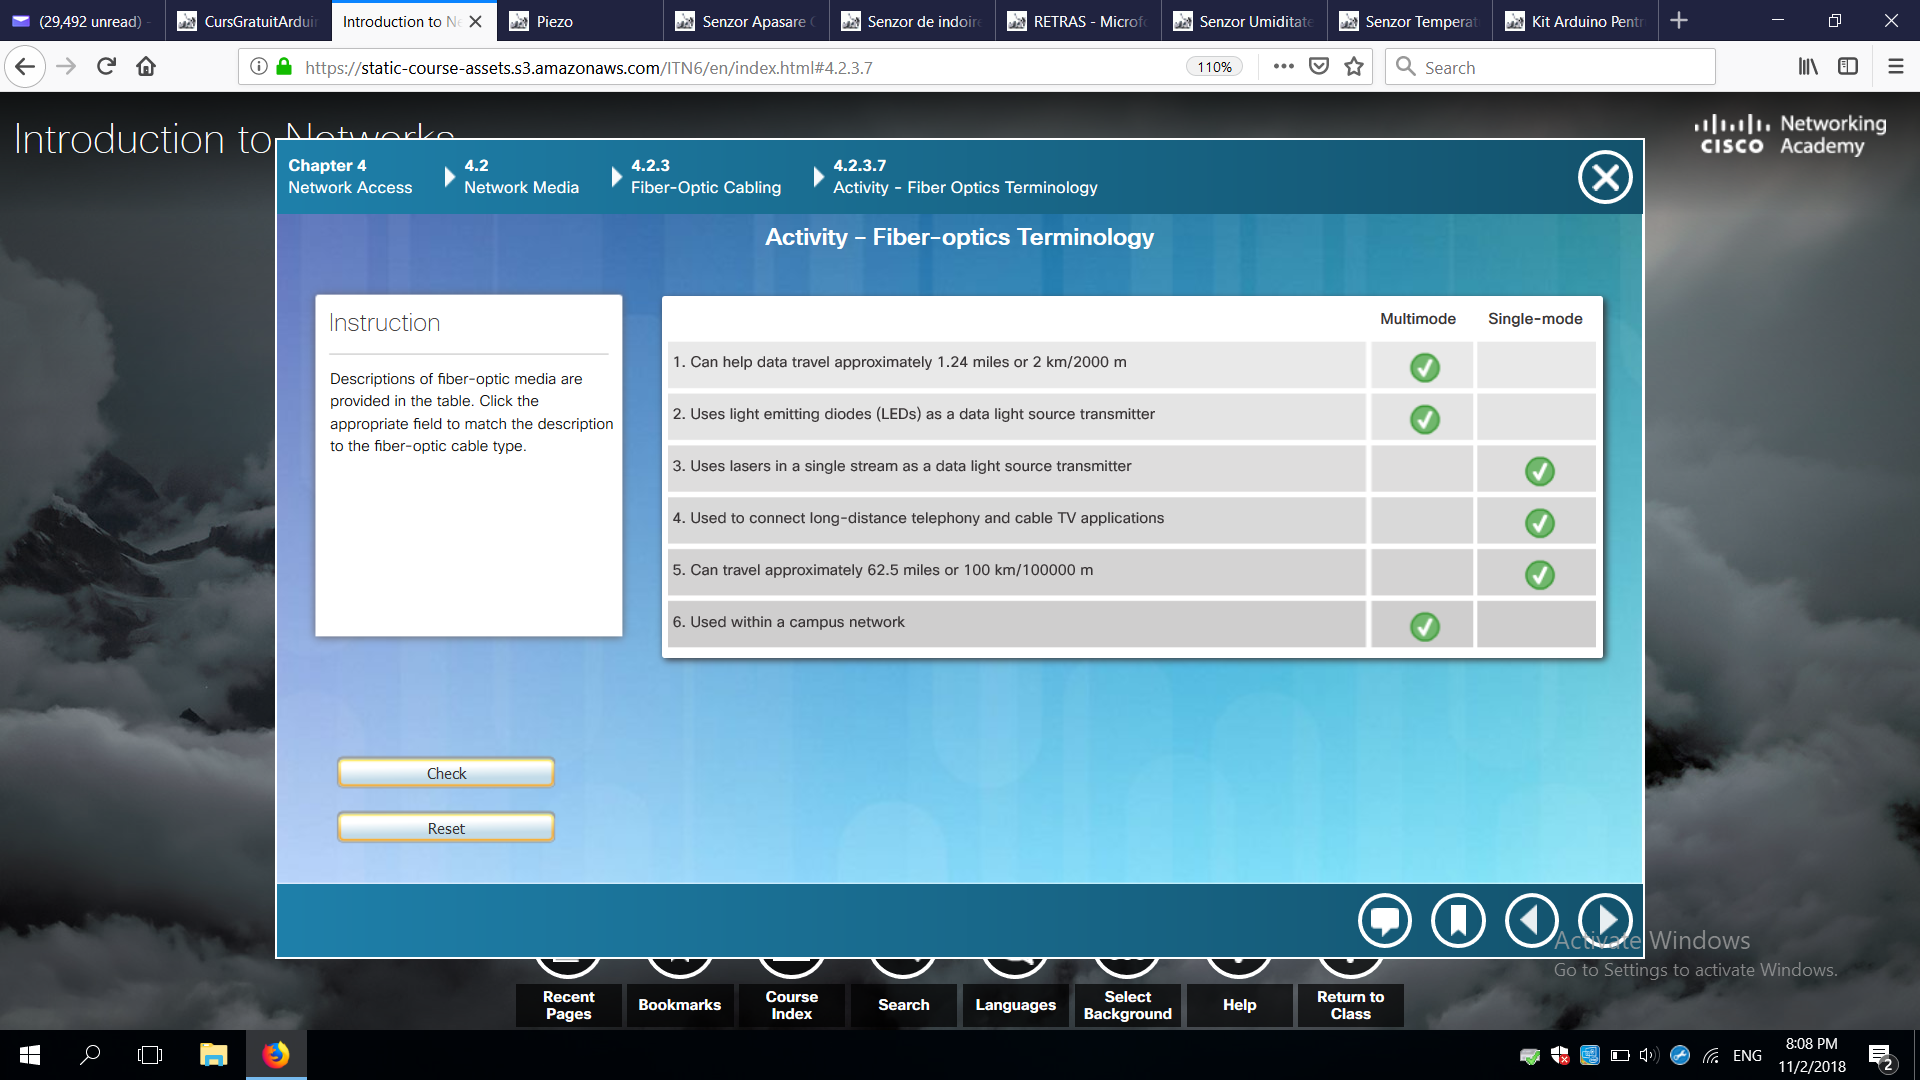 (29,492 unread)
CursGratuitArdui
Introduction to Ne
Piezo
Senzor Apasare
Senzor de indoire
RETRAS - Microf
Senzor Umiditate
Senzor Tempera
Kit Arduino Pentr
https://static-course-assets.s3.amazonaws.com/ITN6/en/index.html#4.2.3.7
110%
Search
Introduction to Networks
Networking
CISCO Academy
Chapter 4
Network Access
4.2
Network Media
4.2.3
Fiber-Optic Cabling
4.2.3.7
Activity - Fiber Optics Terminology
Activity – Fiber-optics Terminology
Instruction
Descriptions of fiber-optic media are
provided in the table. Click the
appropriate field to match the description
to the fiber-optic cable type.
Multimode Single-mode
1. Can help data travel approximately 1.24 miles or 2 km/2000 m
2. Uses light emitting diodes (LEDs) as a data light source transmitter
3. Uses lasers in a single stream as a data light source transmitter
4. Used to connect long-distance telephony and cable TV applications
5. Can travel approximately 62.5 miles or 100 km/100000 m
6. Used within a campus network
Check
Reset
Activate Windows
Go to Settings to activate Windows.
Recent
Pages
Bookmarks
Course
Index
Search
Languages
Select
Background
Help
Return to
Class
ENG
8:08 PM
11/2/2018
2